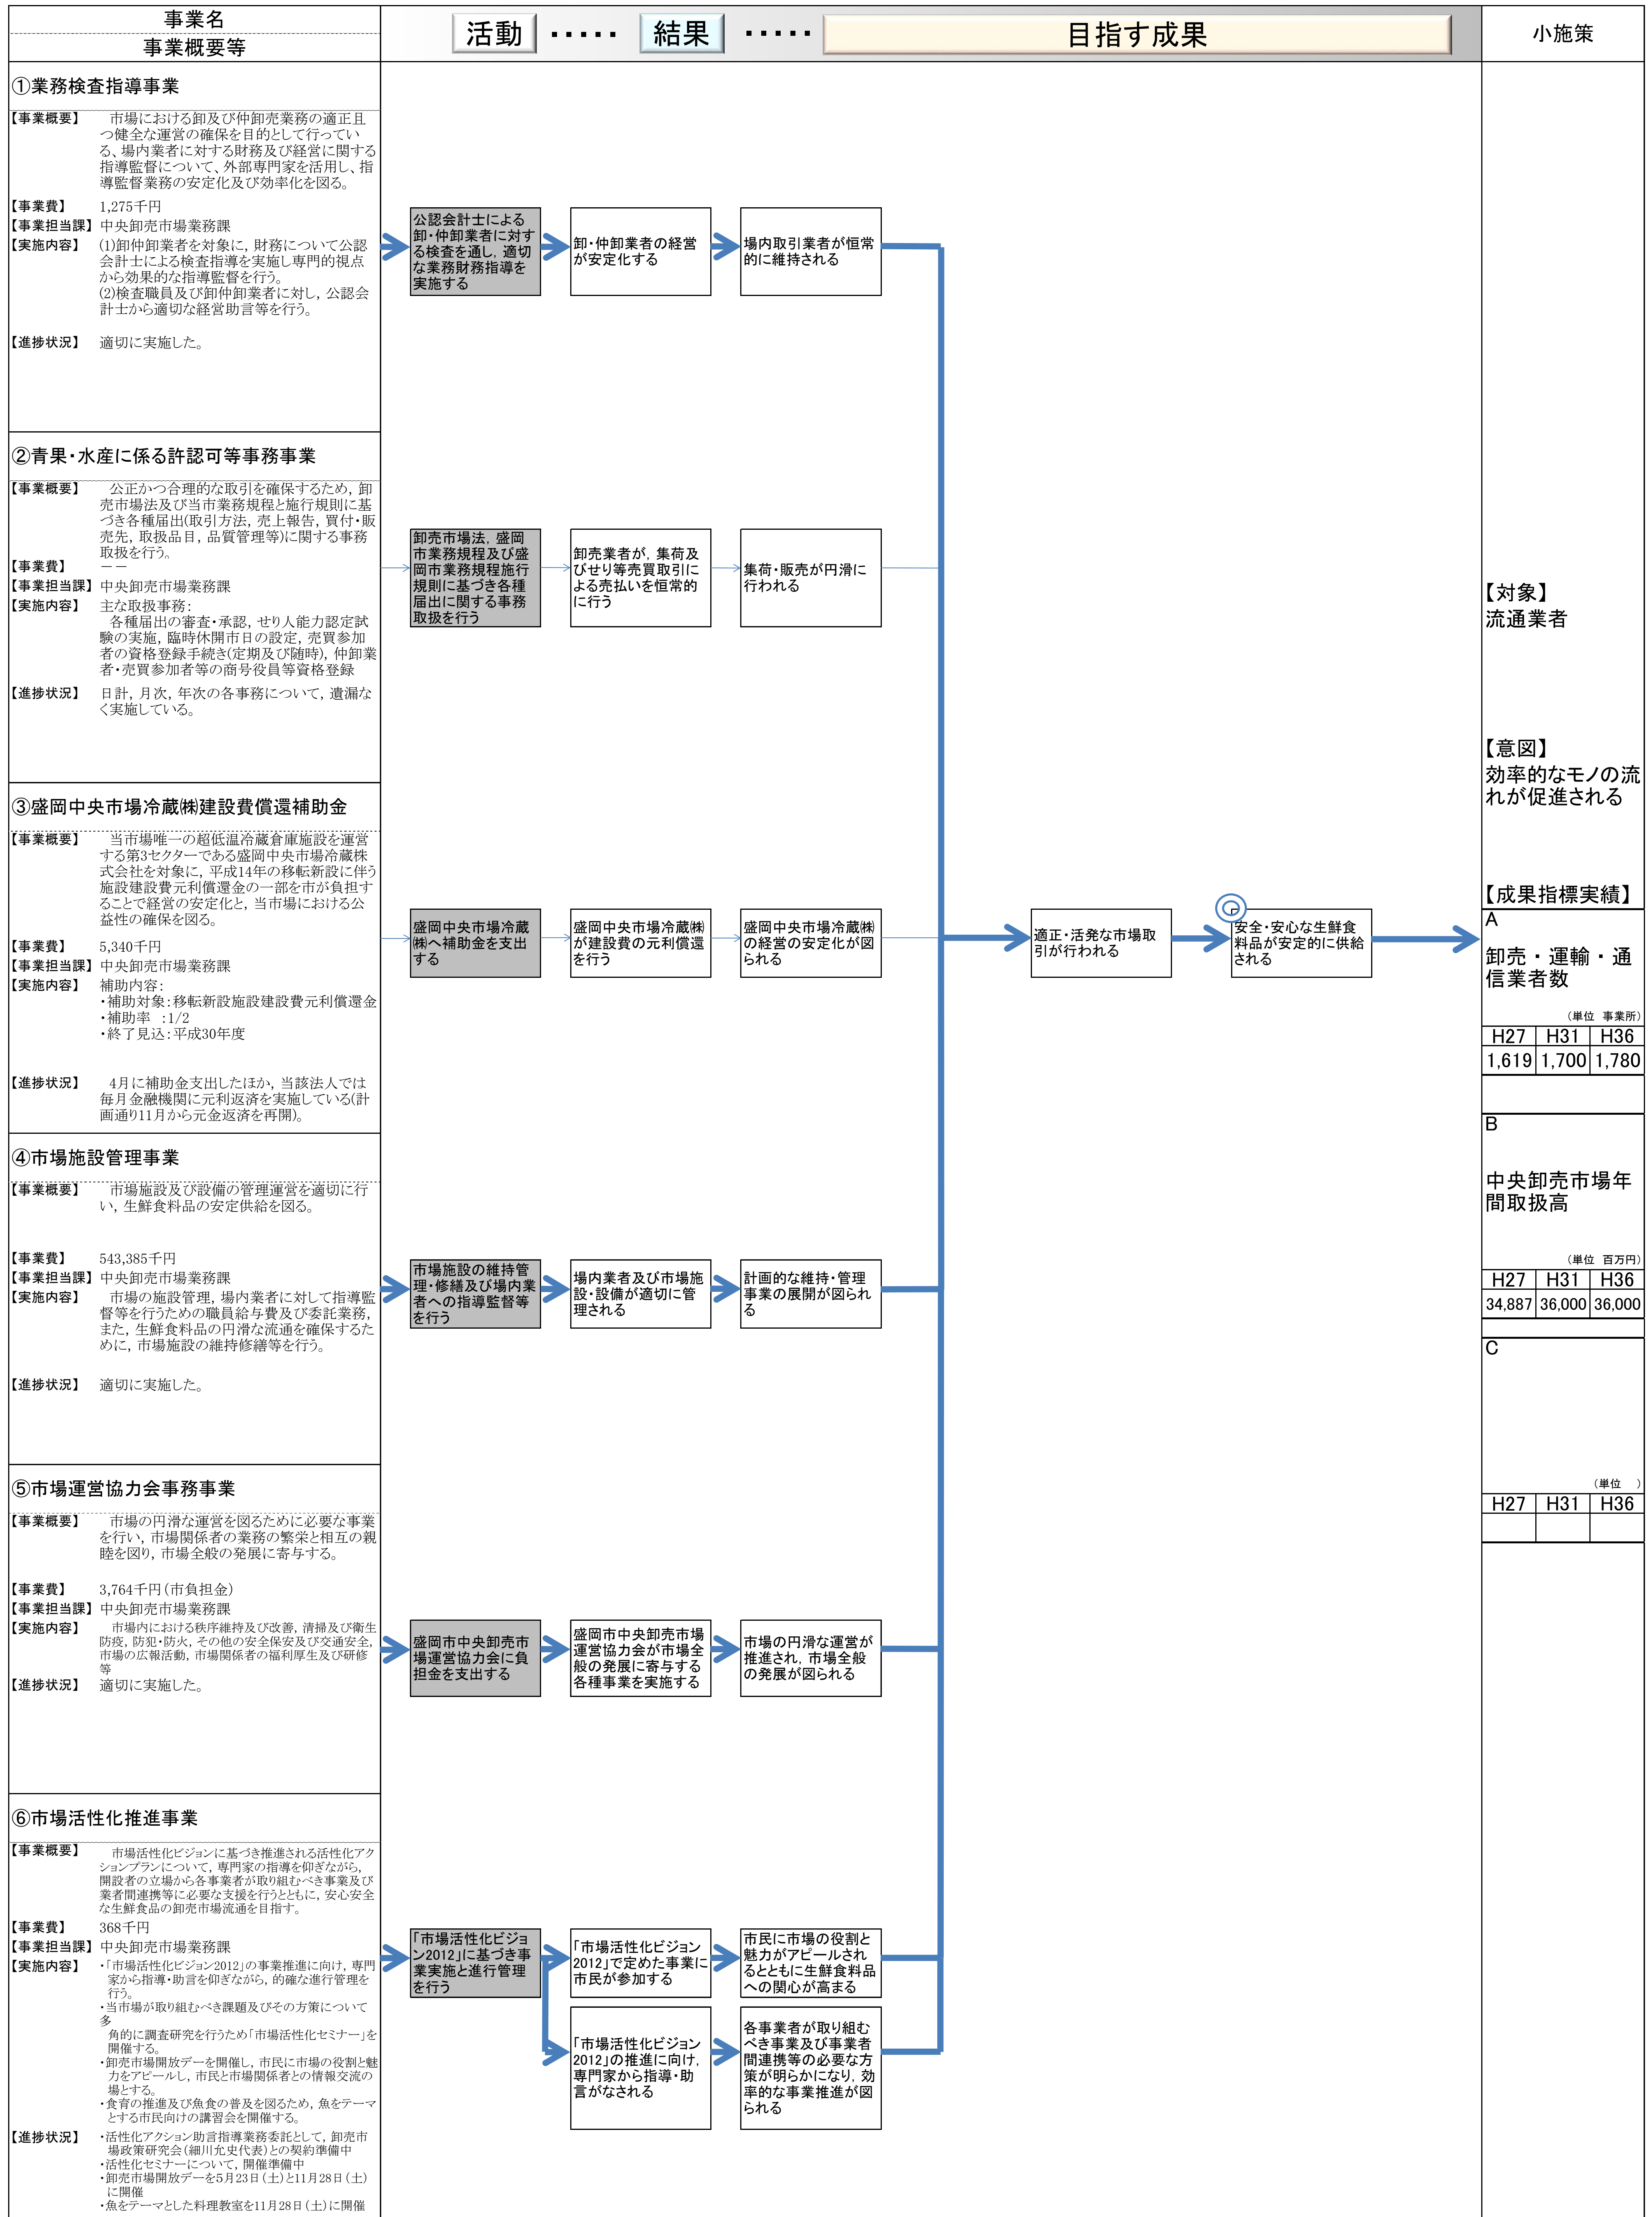 事業名
事業概要等
活動 ・・・・・ 結果 ・・・・・ 目指す成果
小施策
①業務検査指導事業
【事業概要】 市場における卸及び仲卸売業務の適正且
つ健全な運営の確保を目的として行ってい
る、場内業者に対する財務及び経営に関する
指導監督について、外部専門家を活用し、指
導監督業務の安定化及び効率化を図る。
【事業費】 1,275千円
【事業担当課】 中央卸売市場業務課
【実施内容】 (1)卸仲卸業者を対象に，財務について公認
会計士による検査指導を実施し専門的視点
から効果的な指導監督を行う。
(2)検査職員及び卸仲卸業者に対し，公認会
計士から適切な経営助言等を行う。
【進捗状況】 適切に実施した。
公認会計士による
卸・仲卸業者に対す
る検査を通し，適切
な業務財務指導を
実施する
卸・仲卸業者の経営
が安定化する
場内取引業者が恒常
的に維持される
②青果・水産に係る許認可等事務事業
【事業概要】 公正かつ合理的な取引を確保するため，卸
売市場法及び当市業務規程と施行規則に基
づき各種届出(取引方法，売上報告，買付・販
売先，取扱品目，品質管理等)に関する事務
取扱を行う。
【事業費】 －－
【事業担当課】 中央卸売市場業務課
【実施内容】 主な取扱事務：
各種届出の審査・承認，せり人能力認定試
験の実施，臨時休開市日の設定，売買参加
者の資格登録手続き(定期及び随時)，仲卸業
者・売買参加者等の商号役員等資格登録
【進捗状況】 日計，月次，年次の各事務について，遺漏な
く実施している。
卸売市場法，盛岡
市業務規程及び盛
岡市業務規程施行
規則に基づき各種
届出に関する事務
取扱を行う
卸売業者が，集荷及
びせり等売買取引に
よる売払いを恒常的
に行う
集荷・販売が円滑に
行われる
③盛岡中央市場冷蔵㈱建設費償還補助金
【事業概要】 当市場唯一の超低温冷蔵倉庫施設を運営
する第3セクターである盛岡中央市場冷蔵株
式会社を対象に，平成14年の移転新設に伴う
施設建設費元利償還金の一部を市が負担す
ることで経営の安定化と，当市場における公
益性の確保を図る。
【事業費】 5,340千円
【事業担当課】 中央卸売市場業務課
【実施内容】 補助内容：
・補助対象：移転新設施設建設費元利償還金
・補助率 ：1/2
・終了見込：平成30年度
【進捗状況】 4月に補助金支出したほか，当該法人では
毎月金融機関に元利返済を実施している(計
画通り11月から元金返済を再開)。
盛岡中央市場冷蔵
㈱へ補助金を支出
する
盛岡中央市場冷蔵㈱
が建設費の元利償還
を行う
盛岡中央市場冷蔵㈱
の経営の安定化が図
られる
適正・活発な市場取
引が行われる
安全・安心な生鮮食
料品が安定的に供給
される
④市場施設管理事業
【事業概要】 市場施設及び設備の管理運営を適切に行
い，生鮮食料品の安定供給を図る。
【事業費】 543,385千円
【事業担当課】 中央卸売市場業務課
【実施内容】 市場の施設管理，場内業者に対して指導監
督等を行うための職員給与費及び委託業務，
また，生鮮食料品の円滑な流通を確保するた
めに，市場施設の維持修繕等を行う。
【進捗状況】 適切に実施した。
市場施設の維持管
理・修繕及び場内業
者への指導監督等
を行う
場内業者及び市場施
設・設備が適切に管
理される
計画的な維持・管理
事業の展開が図られ
る
⑤市場運営協力会事務事業
【事業概要】 市場の円滑な運営を図るために必要な事業
を行い，市場関係者の業務の繁栄と相互の親
睦を図り，市場全般の発展に寄与する。
【事業費】 3,764千円（市負担金）
【事業担当課】 中央卸売市場業務課
【実施内容】 市場内における秩序維持及び改善，清掃及び衛生
防疫，防犯・防火，その他の安全保安及び交通安全，
市場の広報活動，市場関係者の福利厚生及び研修
等
【進捗状況】 適切に実施した。
盛岡市中央卸売市
場運営協力会に負
担金を支出する
盛岡市中央卸売市場
運営協力会が市場全
般の発展に寄与する
各種事業を実施する
市場の円滑な運営が
推進され，市場全般
の発展が図られる
⑥市場活性化推進事業
【事業概要】 市場活性化ビジョンに基づき推進される活性化アク
ションプランについて，専門家の指導を仰ぎながら，
開設者の立場から各事業者が取り組むべき事業及び
業者間連携等に必要な支援を行うとともに，安心安全
な生鮮食品の卸売市場流通を目指す。
【事業費】 368千円
【事業担当課】 中央卸売市場業務課
【実施内容】 ・「市場活性化ビジョン2012」の事業推進に向け，専門
家から指導・助言を仰ぎながら，的確な進行管理を
行う。
・当市場が取り組むべき課題及びその方策について
多
角的に調査研究を行うため「市場活性化セミナー」を
開催する。
・卸売市場開放デーを開催し，市民に市場の役割と魅
力をアピールし，市民と市場関係者との情報交流の
場とする。
・食育の推進及び魚食の普及を図るため，魚をテーマ
とする市民向けの講習会を開催する。
【進捗状況】 ・活性化アクション助言指導業務委託として，卸売市
場政策研究会（細川允史代表）との契約準備中
・活性化セミナーについて，開催準備中
・卸売市場開放デーを5月23日（土）と11月28日（土）
に開催
・魚をテーマとした料理教室を11月28日（土）に開催
「市場活性化ビジョ
ン2012」に基づき事
業実施と進行管理
を行う
「市場活性化ビジョン
2012」で定めた事業に
市民が参加する
市民に市場の役割と
魅力がアピールされ
るとともに生鮮食料品
への関心が高まる
「市場活性化ビジョン
2012」の推進に向け，
専門家から指導・助
言がなされる
各事業者が取り組む
べき事業及び事業者
間連携等の必要な方
策が明らかになり，効
率的な事業推進が図
られる
【対象】
流通業者
【意図】
効率的なモノの流
れが促進される
【成果指標実績】
A
卸売・運輸・通
信業者数
（単位 事業所）
H27 H31 H36
1,619 1,700 1,780
B
中央卸売市場年
間取扱高
（単位 百万円）
H27 H31 H36
34,887 36,000 36,000
C
（単位 ）
H27 H31 H36